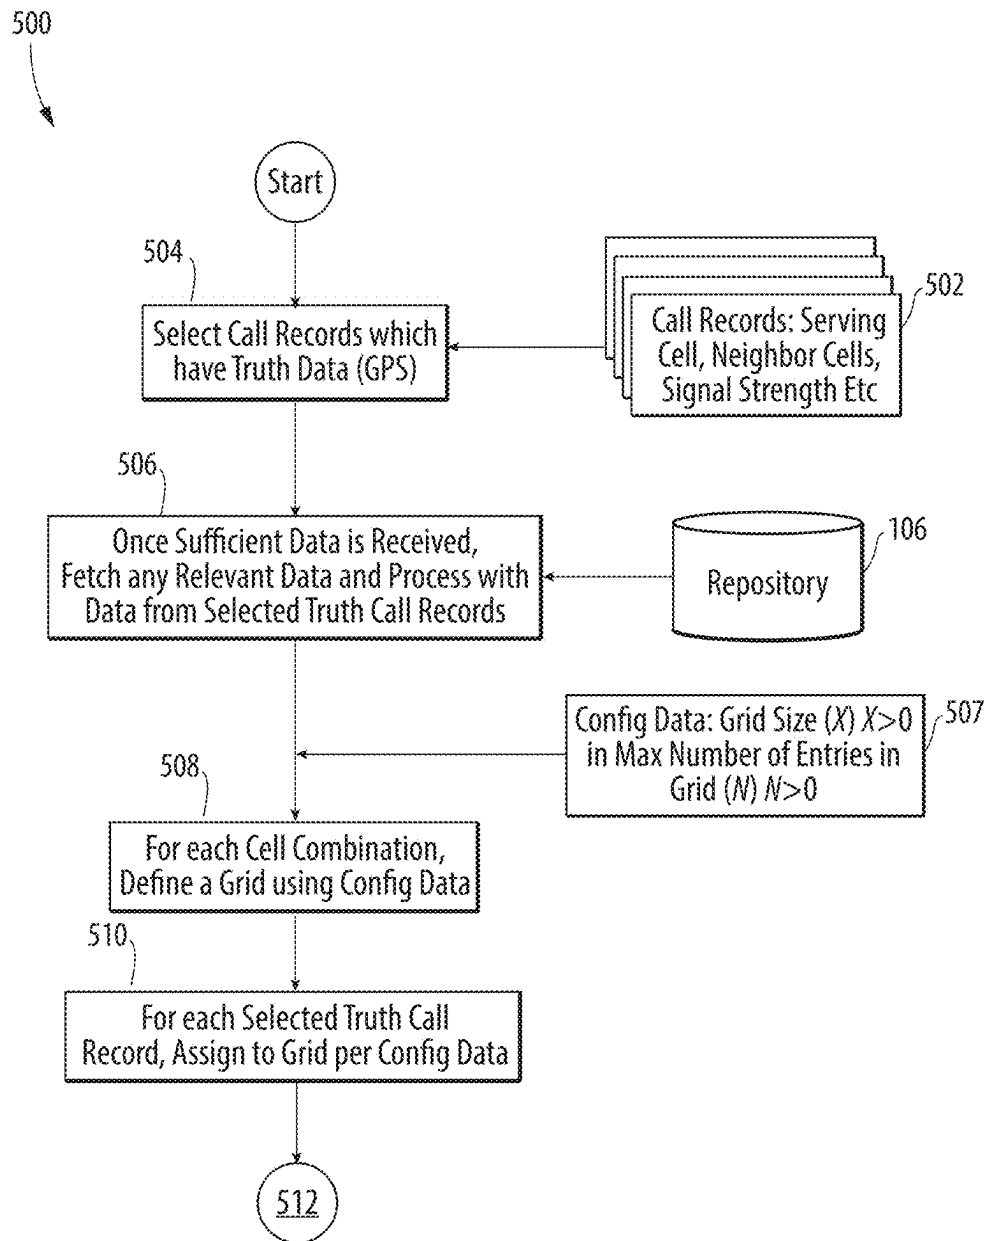 500
Start
504
Select Call Records which
have Truth Data (GPS)
502
Call Records: Serving
Cell, Neighbor Cells,
Signal Strength Etc
506
Once Sufficient Data is Received,
Fetch any Relevant Data and Process with
Data from Selected Truth Call Records
106
Repository
507
Config Data: Grid Size (X) X>0
in Max Number of Entries in
Grid (N) N>0
508
For each Cell Combination,
Define a Grid using Config Data
510
For each Selected Truth Call
Record, Assign to Grid per Config Data
512